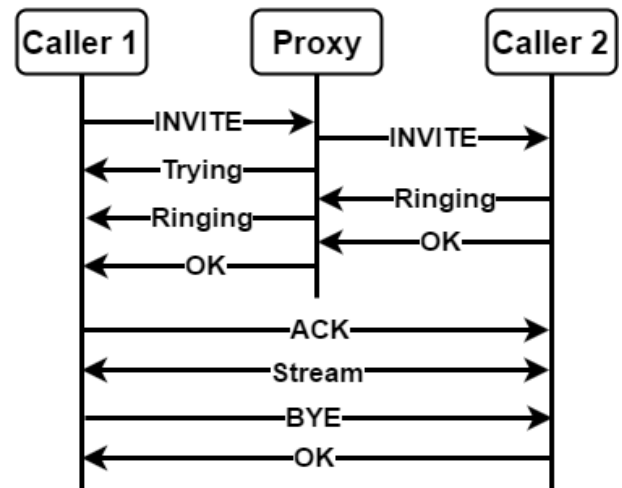 Caller 1 Proxy Caller 2
INVITE
INVITE
Trying
Ringing
Ringing
OK
OK
ACK
Stream
BYE
OK